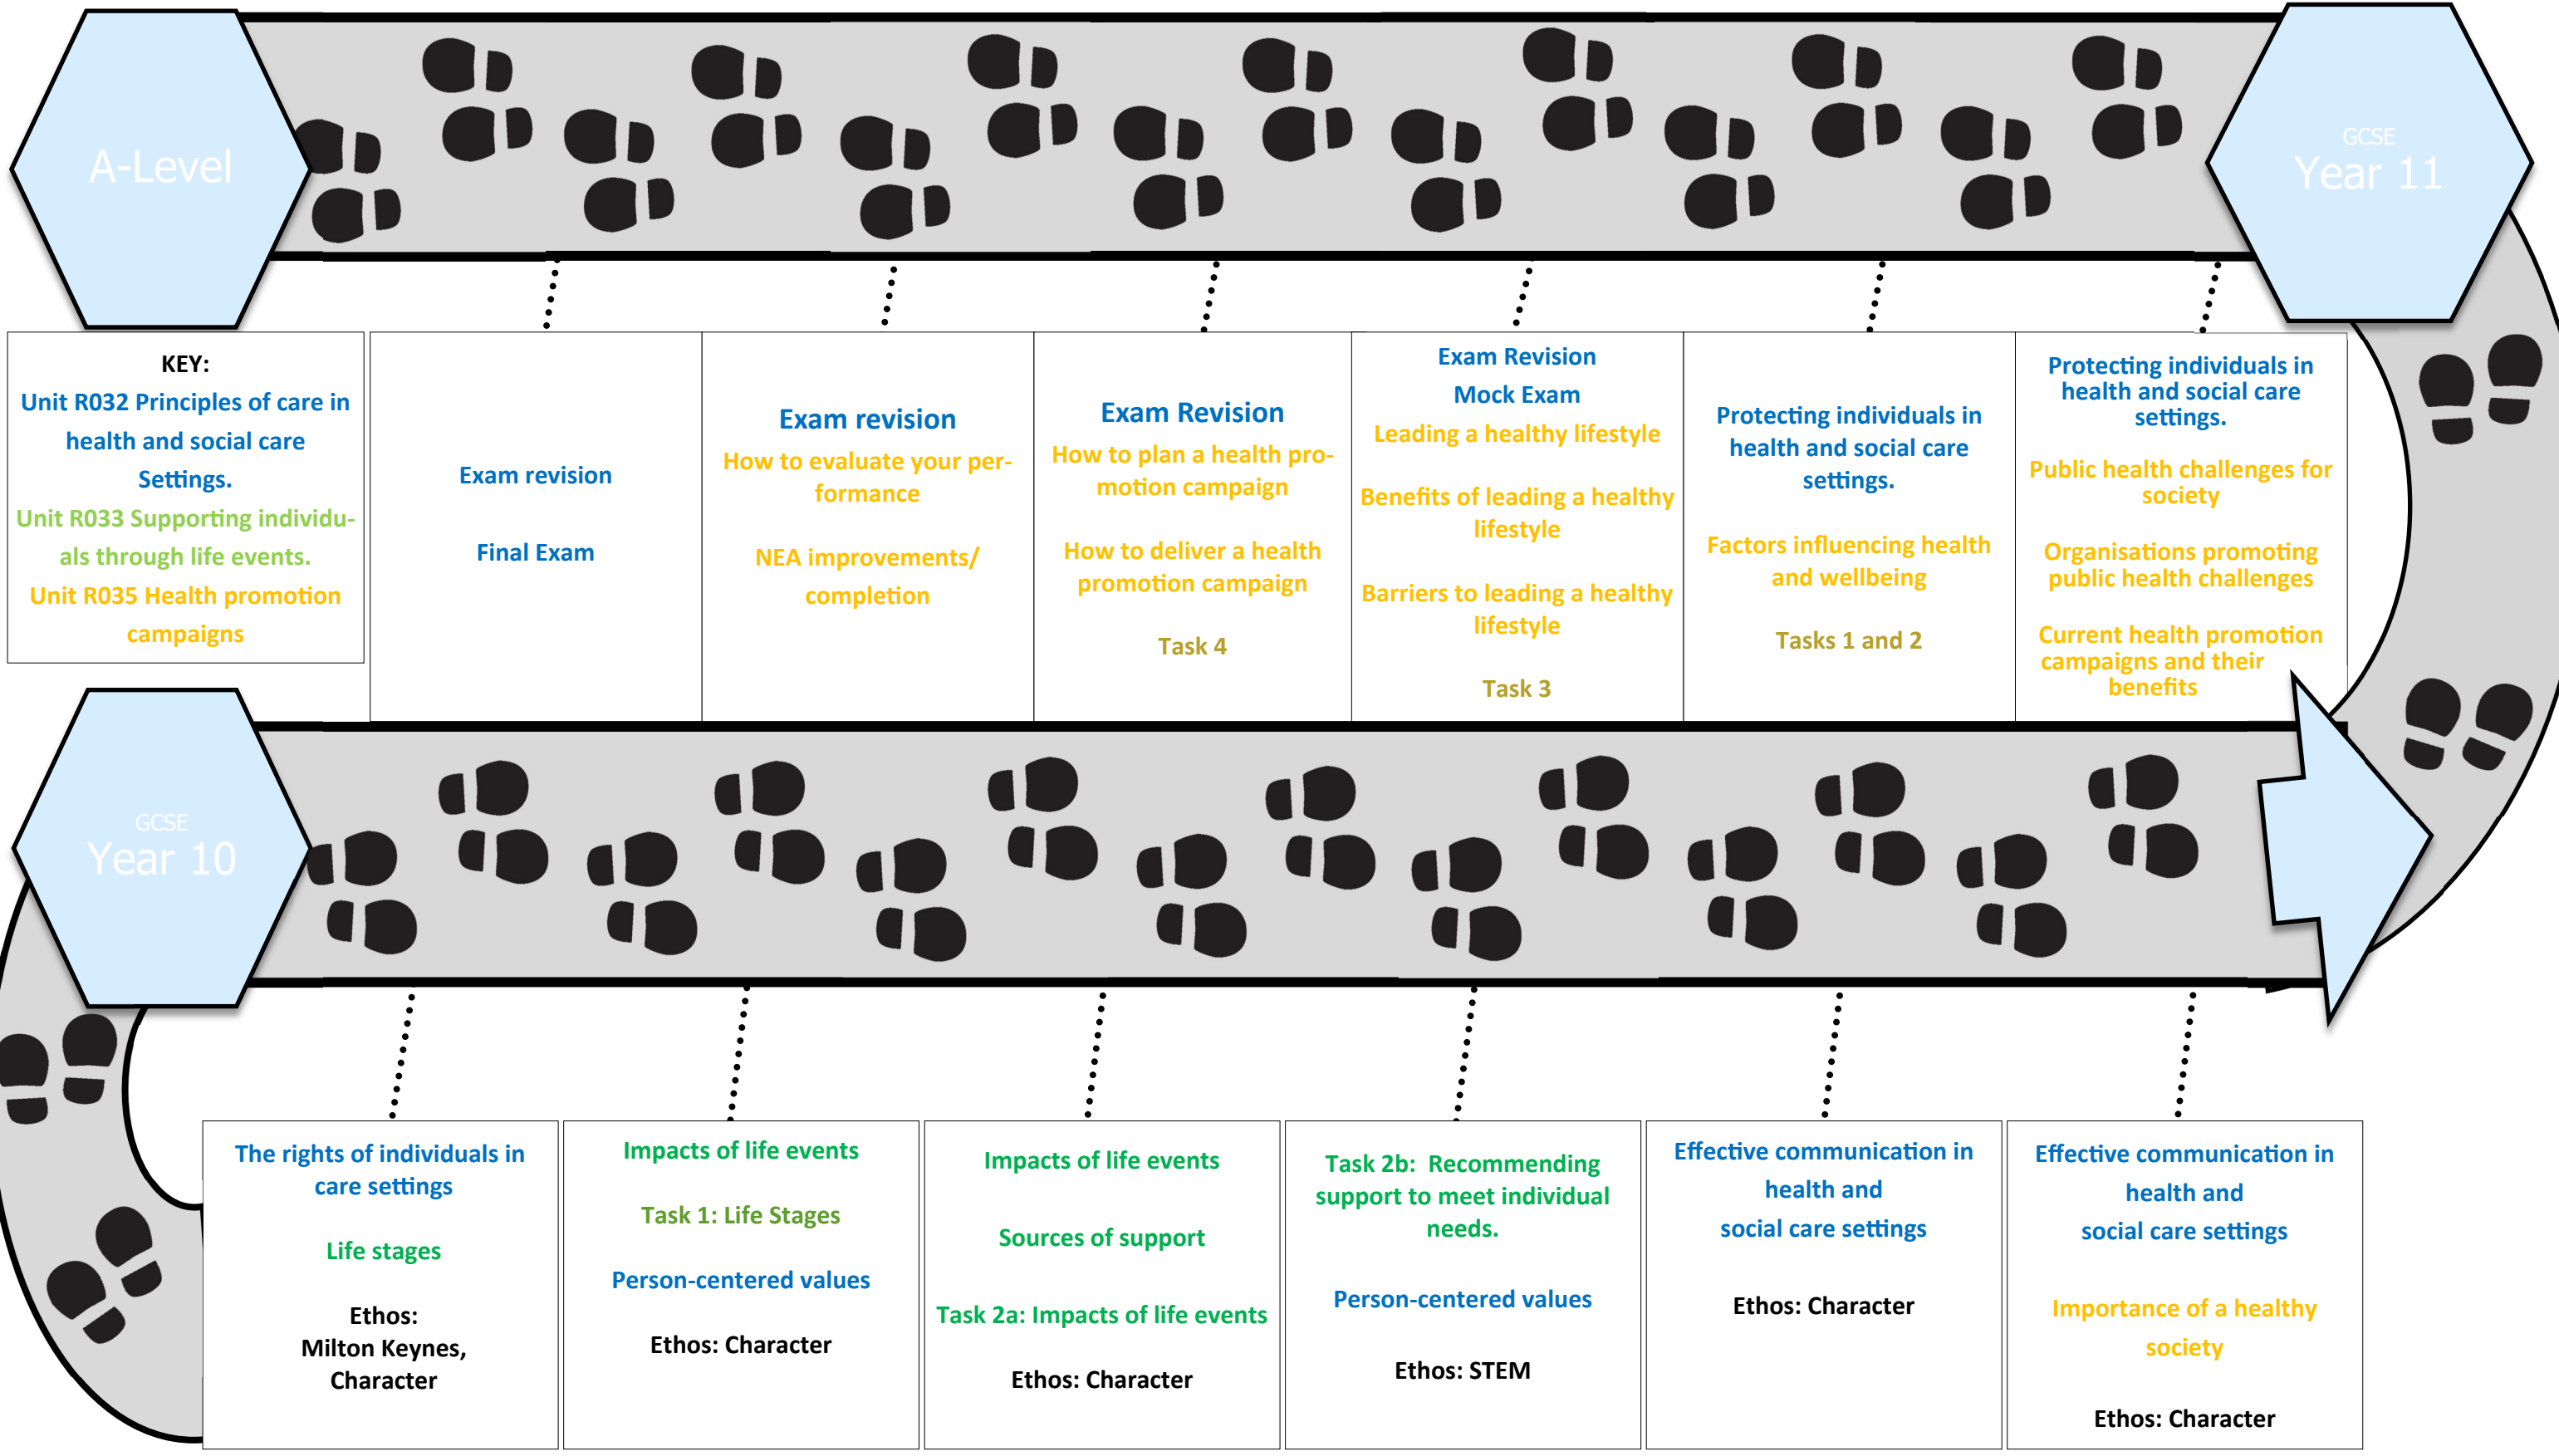 A-Level
GCSE
Year 11
KEY:
Unit R032 Principles of care in
health and social care
Settings.
Unit R033 Supporting individu-
als through life events.
Unit R035 Health promotion
campaigns
Exam revision
Final Exam
Exam revision
How to evaluate your per-
formance
NEA improvements/
completion
Exam Revision
How to plan a health pro-
motion campaign
How to deliver a health
promotion campaign
Task 4
Exam Revision
Mock Exam
Leading a healthy lifestyle
Benefits of leading a healthy
lifestyle
Barriers to leading a healthy
lifestyle
Task 3
Protecting individuals in
health and social care
settings.
Factors influencing health
and wellbeing
Tasks 1 and 2
Protecting individuals in
health and social care
settings.
Public health challenges for
society
Organisations promoting
public health challenges
Current health promotion
campaigns and their
benefits
GCSE
Year 10
The rights of individuals in
care settings
Life stages
Ethos:
Milton Keynes,
Character
Impacts of life events
Task 1: Life Stages
Person-centered values
Ethos: Character
Impacts of life events
Sources of support
Task 2a: Impacts of life events
Ethos: Character
Task 2b:  Recommending
support to meet individual
needs.
Person-centered values
Ethos: STEM
Effective communication in
health and
social care settings
Ethos: Character
Effective communication in
health and
social care settings
Importance of a healthy
society
Ethos: Character